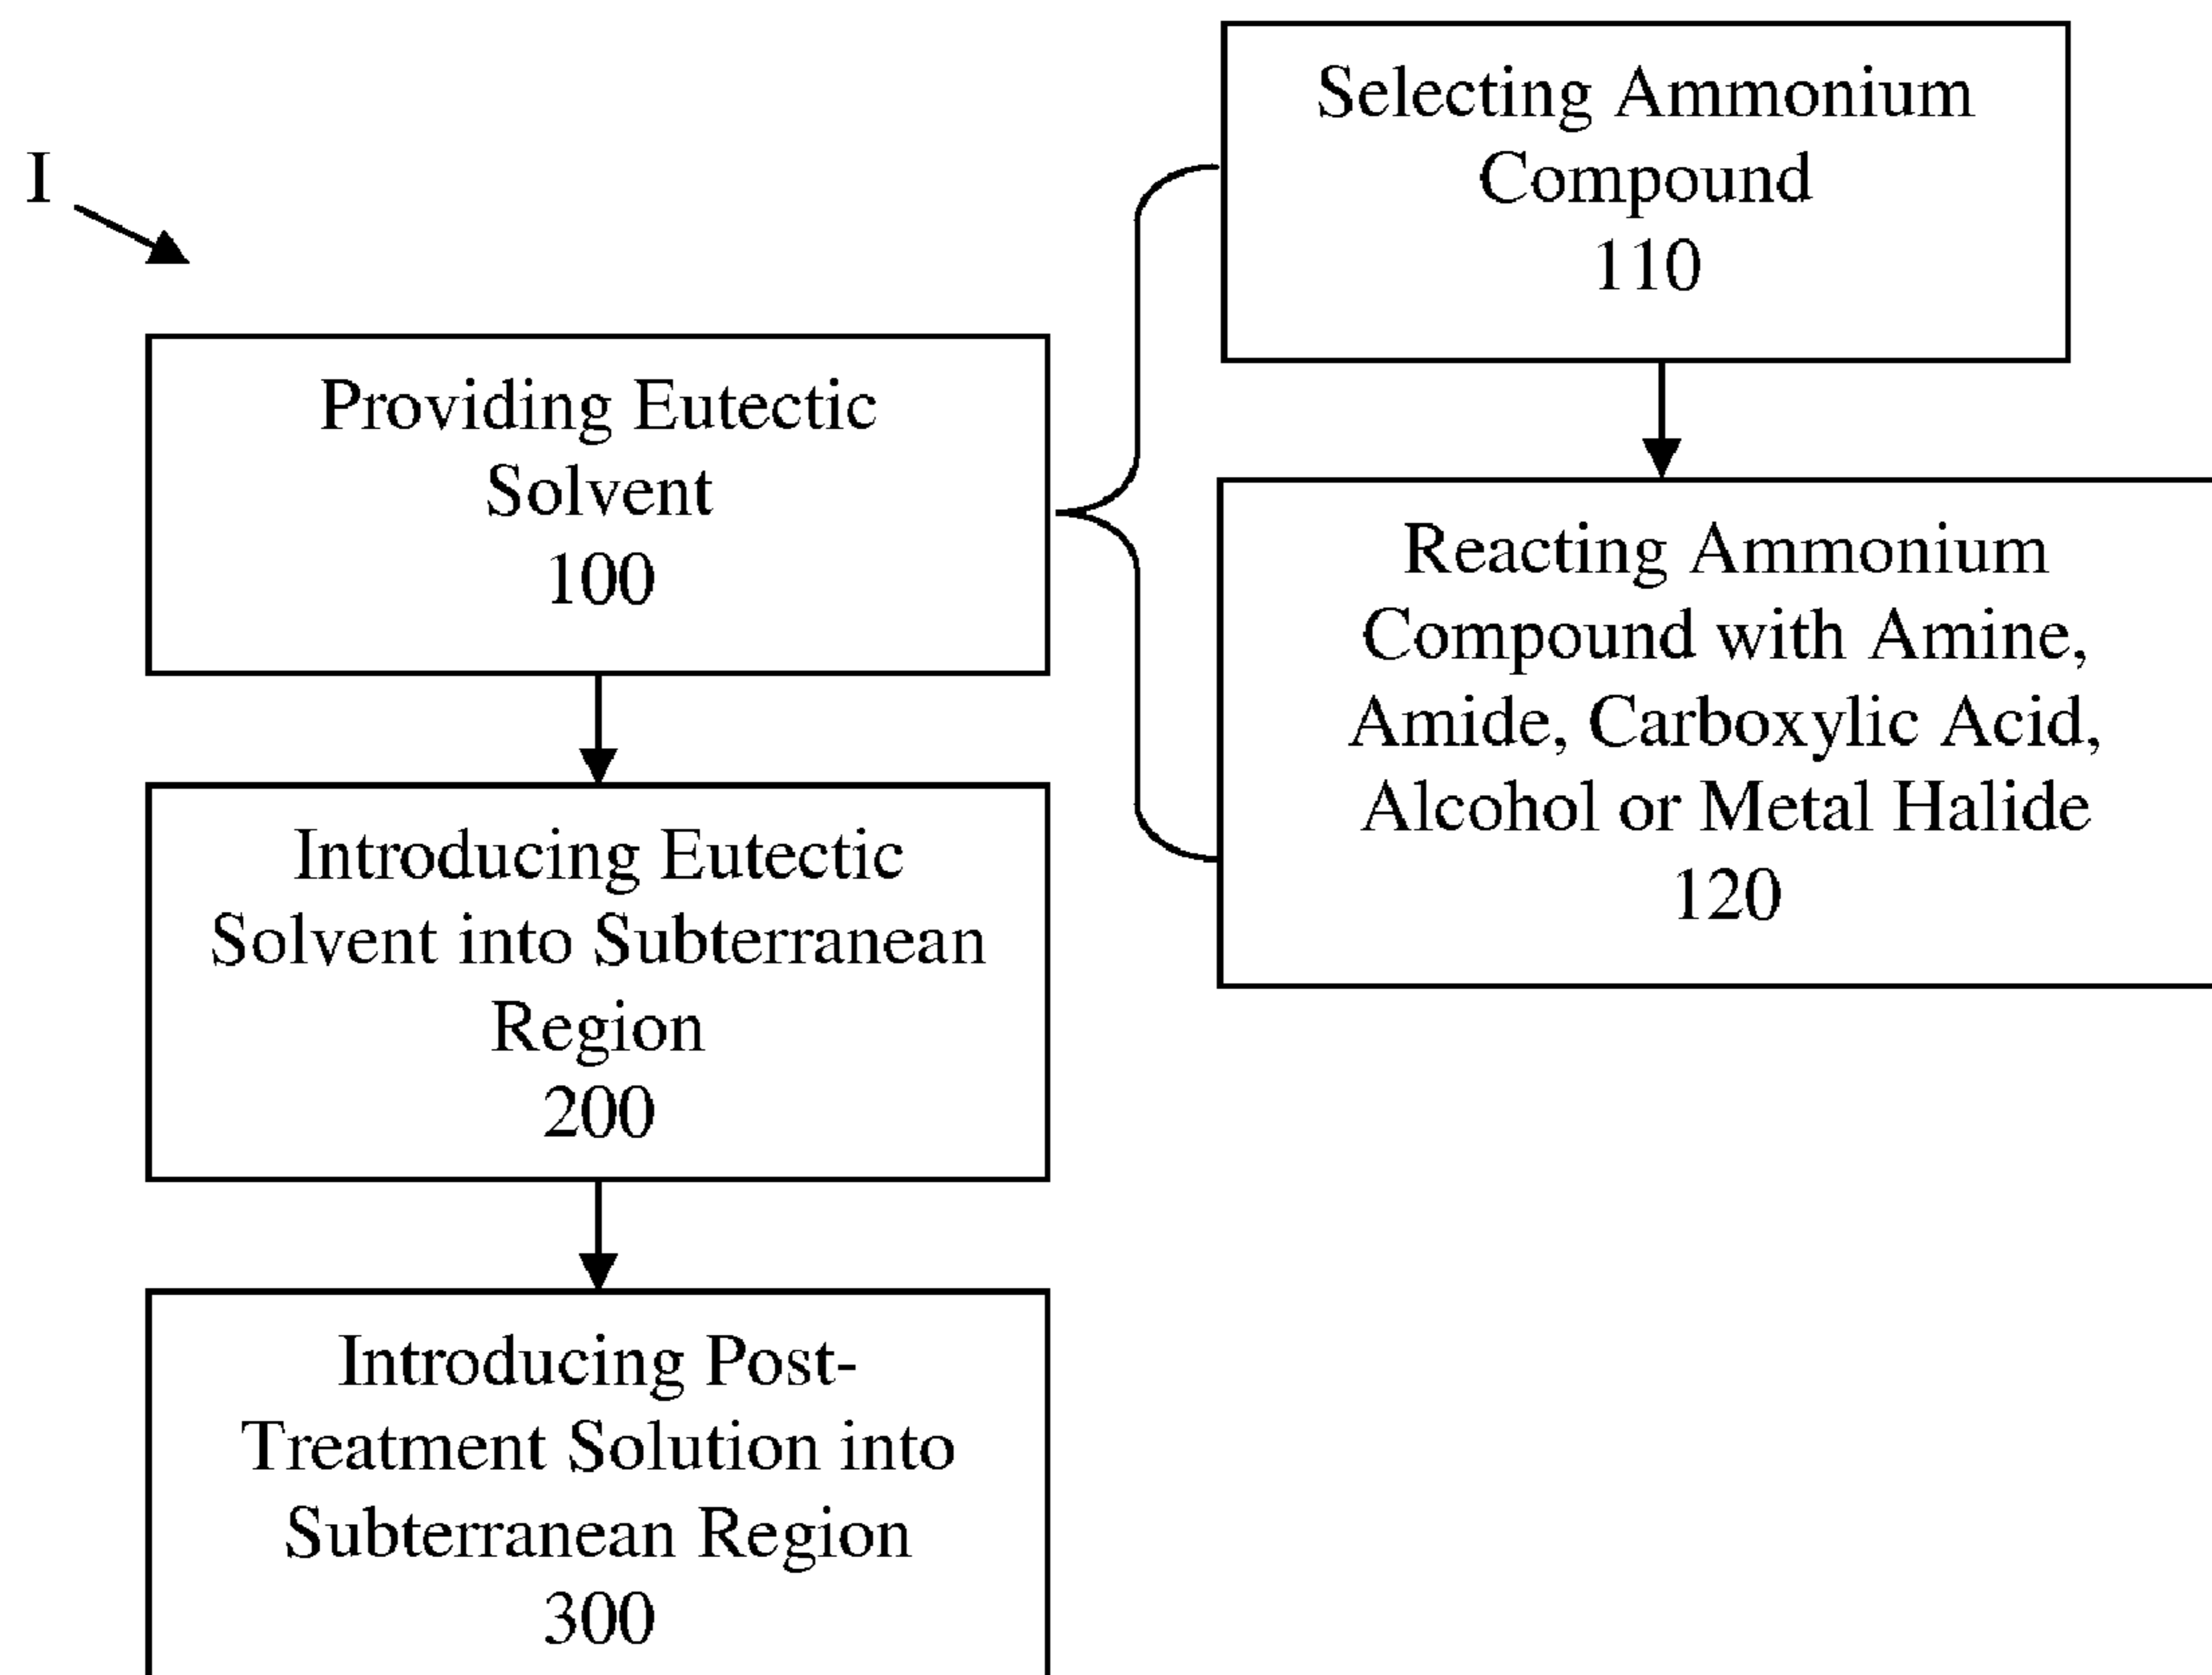 I
Providing Eutectic
Solvent
100
Introducing Eutectic
Solvent into Subterranean
Region
200
Introducing Post-
Treatment Solution into
Subterranean Region
300
Selecting Ammonium
Compound
110
Reacting Ammonium
Compound with Amine,
Amide, Carboxylic Acid,
Alcohol or Metal Halide
120